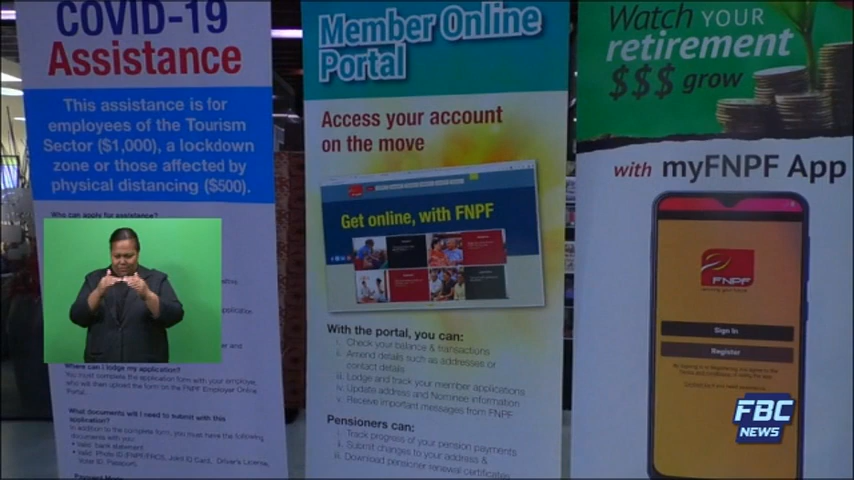 COVID-19
Assistance
This assistance is for
employees of the Tourism
Sector ($1,000), a lockdown
zone or those affected by
physical distancing ($500).
Who can apply for assistance?
Where can I lodge my application?
You must complete the application form with your employer,
who will then upload the form on the FNPF Employer Online
Portal.
What documents will I need to submit with this
application?
In addition to the complete form, you must have the following
documents with you:
• Valid bank statement
• Valid Photo ID (FNPF/FRCS, Joint ID Card, Driver's License,
Voter ID, Passport)
Member Online
Portal
Access your account
on the move
Get online, with FNPF
With the portal, you can:
i. Check your balance & transactions
ii. Amend details such as addresses or
contact details
iii. Lodge and track your member applications
iv. Update address and Nominee information
v. Receive important messages from FNPF
Pensioners can:
i. Track progress of your pension payments
ii. Submit changes to your address &
iii. Download pensioner renewal certificates
Watch YOUR
retirement
$$$ grow
with myFNPF App
FNPF
Sign In
Register
FBC
NEWS